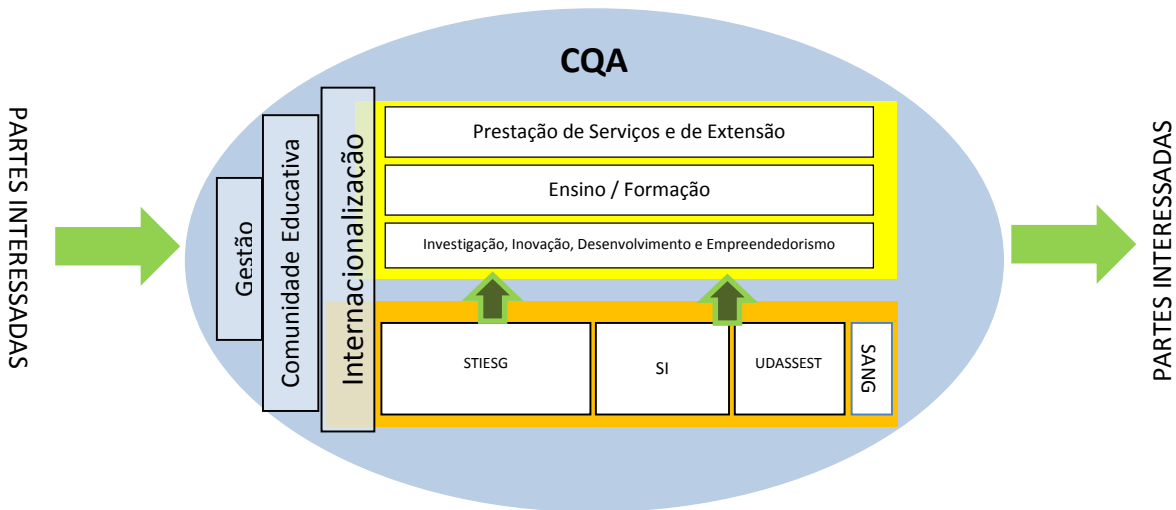 CQA
PARTES INTERESSADAS
Gestão
Comunidade Educativa
Internacionalização
Prestação de Serviços e de Extensão
Ensino / Formação
Investigação, Inovação, Desenvolvimento e Empreendedorismo
STIESG
SI
UDASSEST
SANG
PARTES INTERESSADAS